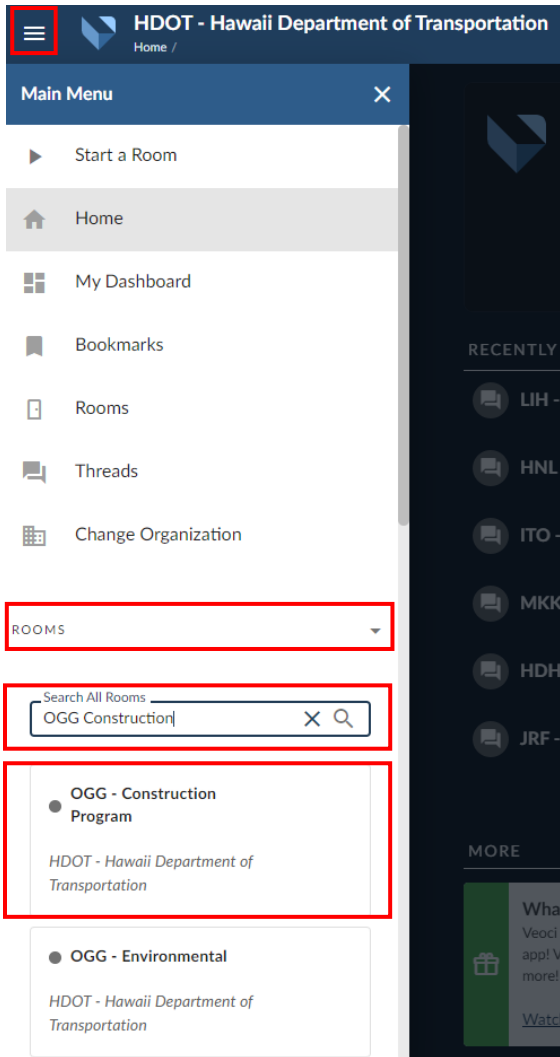 HDOT - Hawaii Department of Transportation
Home /
Main Menu
Start a Room
Home
My Dashboard
Bookmarks
Rooms
Threads
Change Organization
ROOMS
Search All Rooms
OGG Construction
OGG - Construction
Program
HDOT - Hawaii Department of
Transportation
OGG - Environmental
HDOT - Hawaii Department of
Transportation
RECENTLY
LIH -
HNL
ITO -
MKK
HDH
JRF -
MORE
Wha
Veoci
app! V
more!
Watc